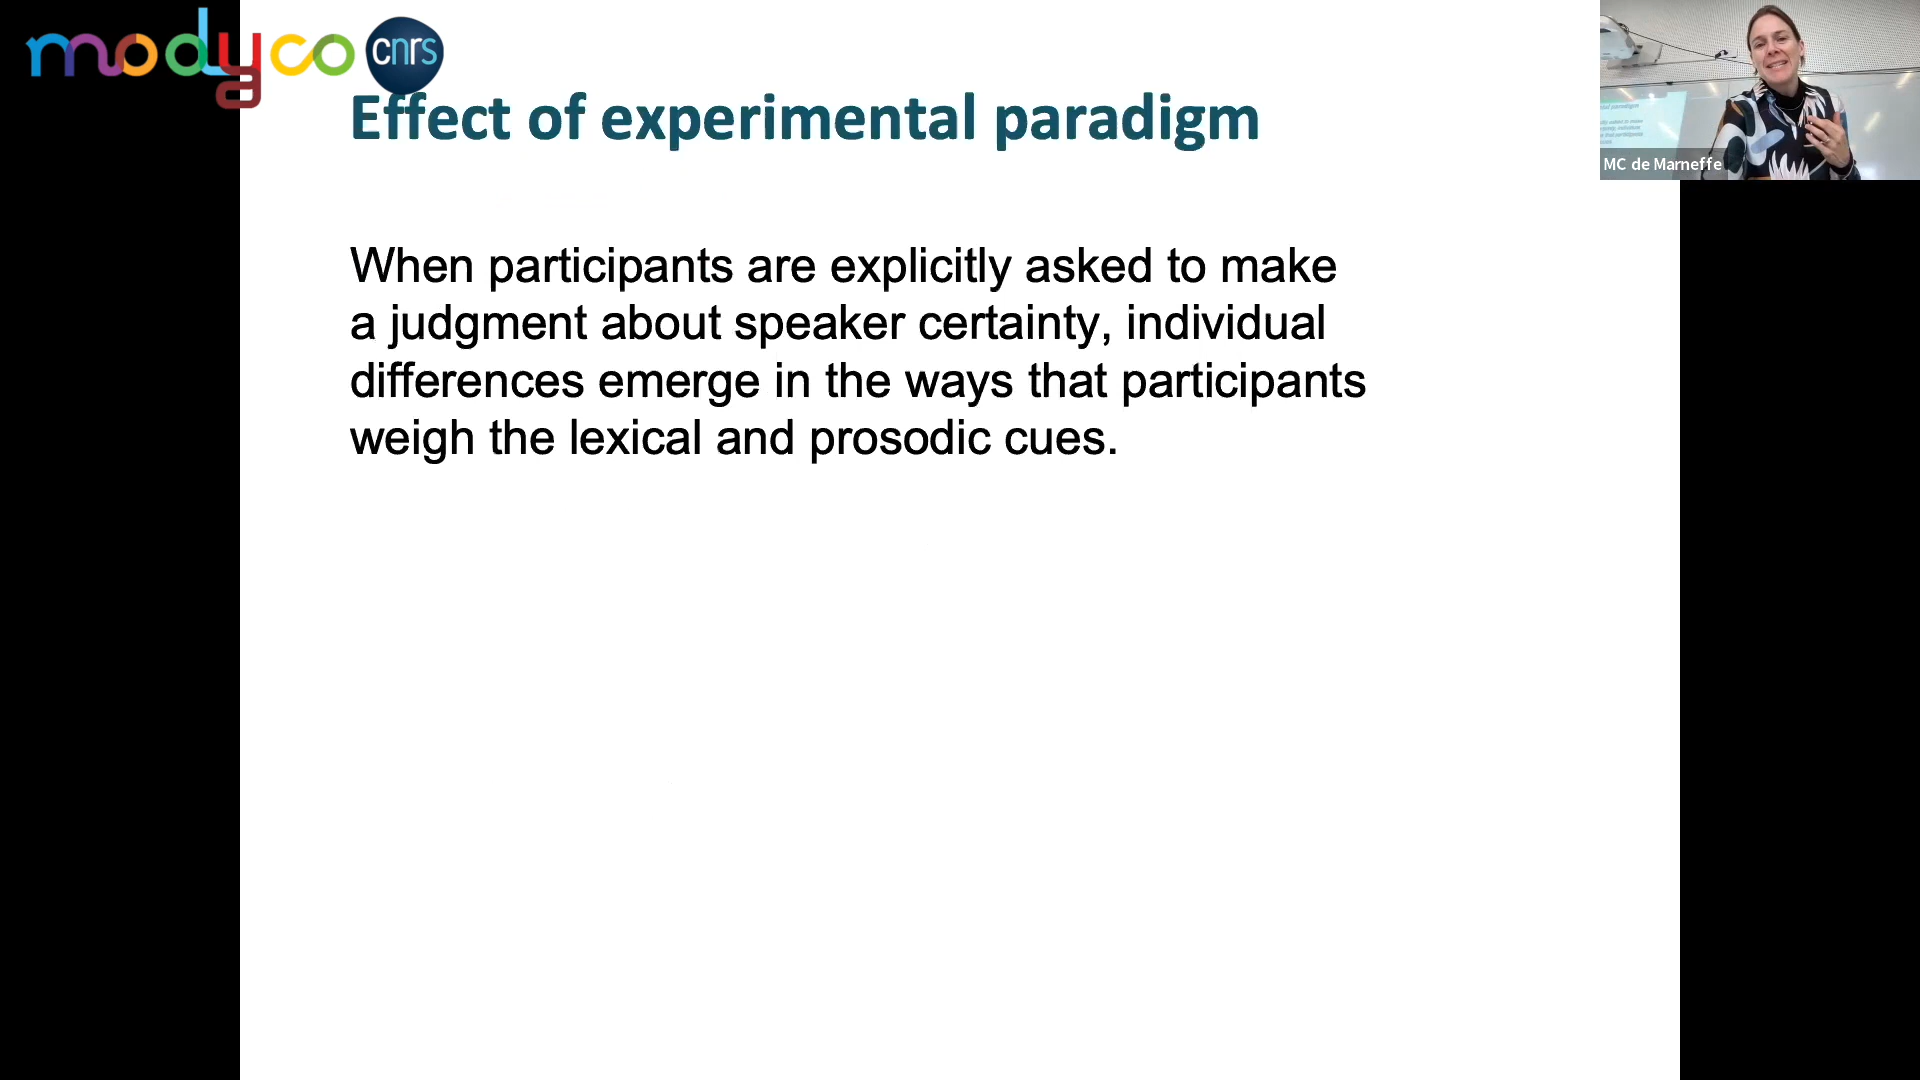 modyco
cnrs
Effect of experimental paradigm
When participants are explicitly asked to make
a judgment about speaker certainty, individual
differences emerge in the ways that participants
weigh the lexical and prosodic cues.
MC de Marneffe